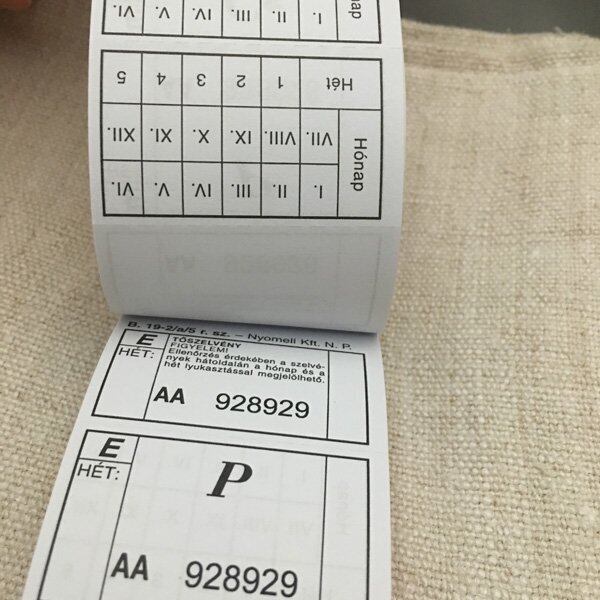 VI. V. IV. III. II. I. Hónap
5 4 3 2 1 Hét
XII. XI. X. IX. VIII. VII. Hónap
VI. V. IV. III. II. I.
AA 928929
B. 19-2/a/5 r. sz. – Nyomell Kft. N. P.
E TŐSZELVÉNY
HÉT: FIGYELEM!
Ellenőrzés érdekében a szelvé-
nyek hátoldalán a hónap és a
hét lyukasztással megjelölhető.
AA 928929
E P
HÉT:
AA 928929